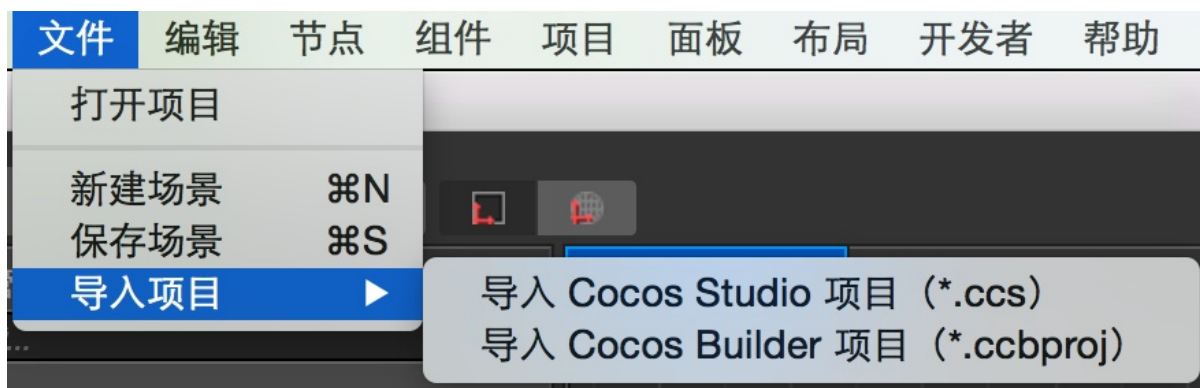 文件 编辑 节点 组件 项目 面板 布局 开发者 帮助
打开项目
新建场景 ⌘N
保存场景 ⌘S
导入项目 ▶
导入 Cocos Studio 项目（*.ccs）
导入 Cocos Builder 项目（*.ccbproj）